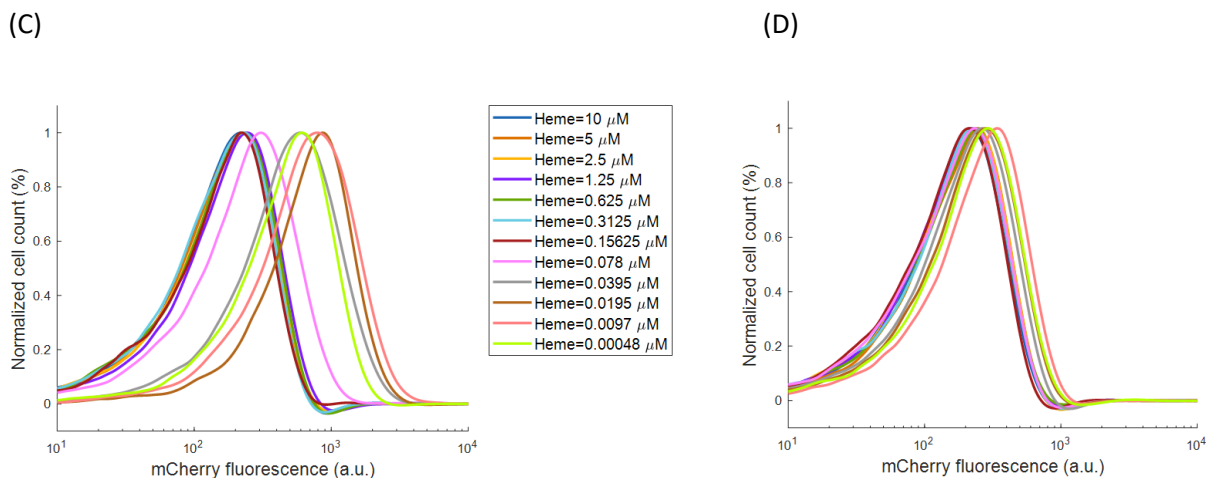 (C)
(D)
Normalized cell count (%)
1
0.8
0.6
0.4
0.2
0
10^1
10^2
10^3
10^4
mCherry fluorescence (a.u.)
Heme=10 μM
Heme=5 μM
Heme=2.5 μM
Heme=1.25 μM
Heme=0.625 μM
Heme=0.3125 μM
Heme=0.15625 μM
Heme=0.078 μM
Heme=0.0395 μM
Heme=0.0195 μM
Heme=0.0097 μM
Heme=0.00048 μM
Normalized cell count (%)
1
0.8
0.6
0.4
0.2
0
10^1
10^2
10^3
10^4
mCherry fluorescence (a.u.)